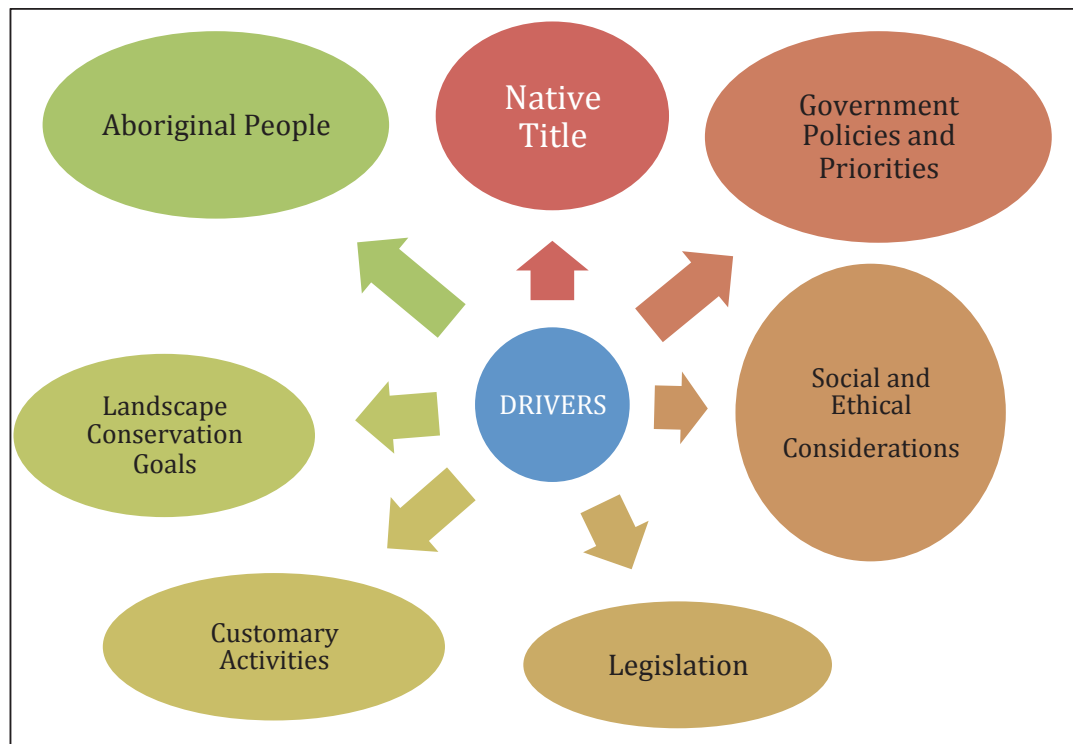 Aboriginal People
Native
Title
Government
Policies and
Priorities
Landscape
Conservation
Goals
DRIVERS
Social and
Ethical
Considerations
Customary
Activities
Legislation